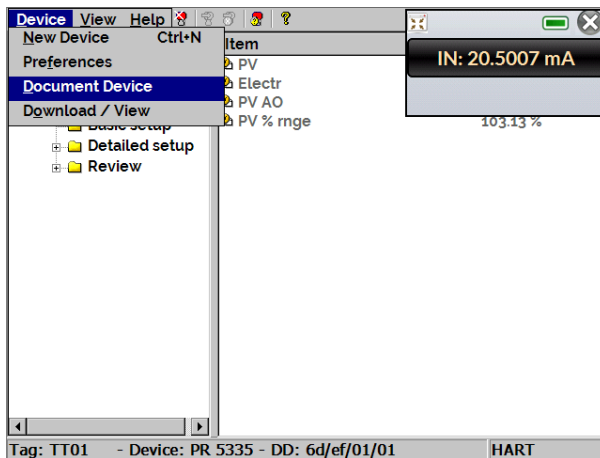 Device View Help
New Device Ctrl+N
Preferences
Document Device
Download / View
Item
PV
Electr
PV AO
PV % rnge 103.13 %
IN: 20.5007 mA
Basic setup
Detailed setup
Review
Tag: TT01 - Device: PR 5335 - DD: 6d/ef/01/01 HART